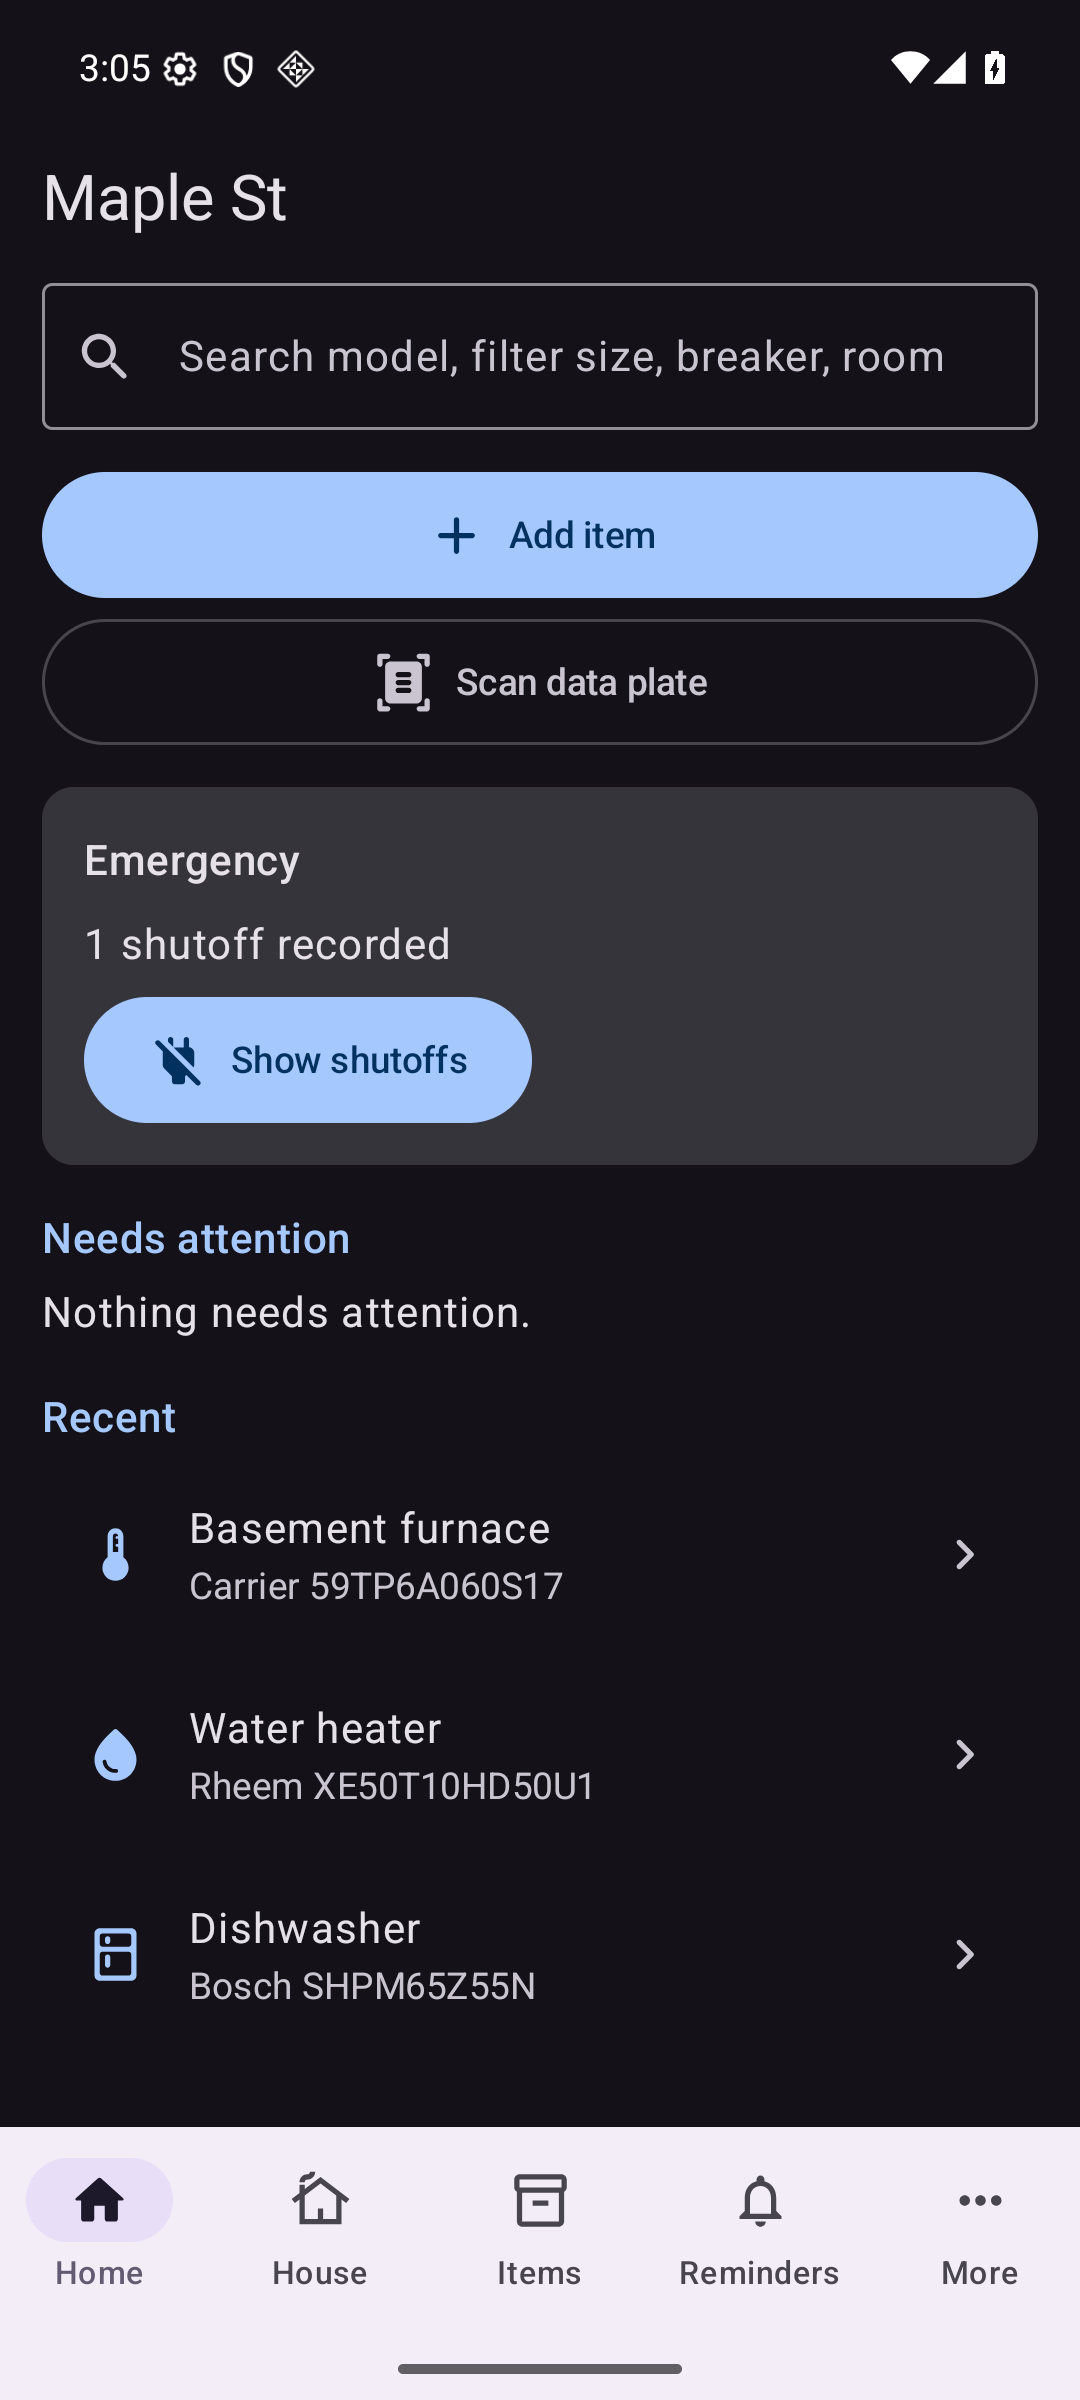 3:05
Maple St
Search model, filter size, breaker, room
Add item
Scan data plate
Emergency
1 shutoff recorded
Show shutoffs
Needs attention
Nothing needs attention.
Recent
Basement furnace
Carrier 59TP6A060S17
Water heater
Rheem XE50T10HD50U1
Dishwasher
Bosch SHPM65Z55N
Home House Items Reminders More